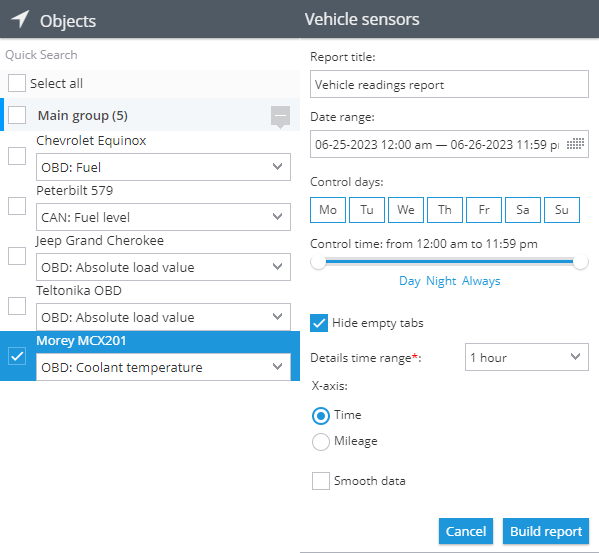 Objects
Quick Search
Select all
Main group (5)
Chevrolet Equinox
OBD: Fuel
Peterbilt 579
CAN: Fuel level
Jeep Grand Cherokee
OBD: Absolute load value
Teltonika OBD
OBD: Absolute load value
Morey MCX201
OBD: Coolant temperature
Vehicle sensors
Report title:
Vehicle readings report
Date range:
06-25-2023 12:00 am — 06-26-2023 11:59 p
Control days:
Mo Tu We Th Fr Sa Su
Control time: from 12:00 am to 11:59 pm
Day Night Always
Hide empty tabs
Details time range*: 1 hour
X-axis:
Time
Mileage
Smooth data
Cancel Build report